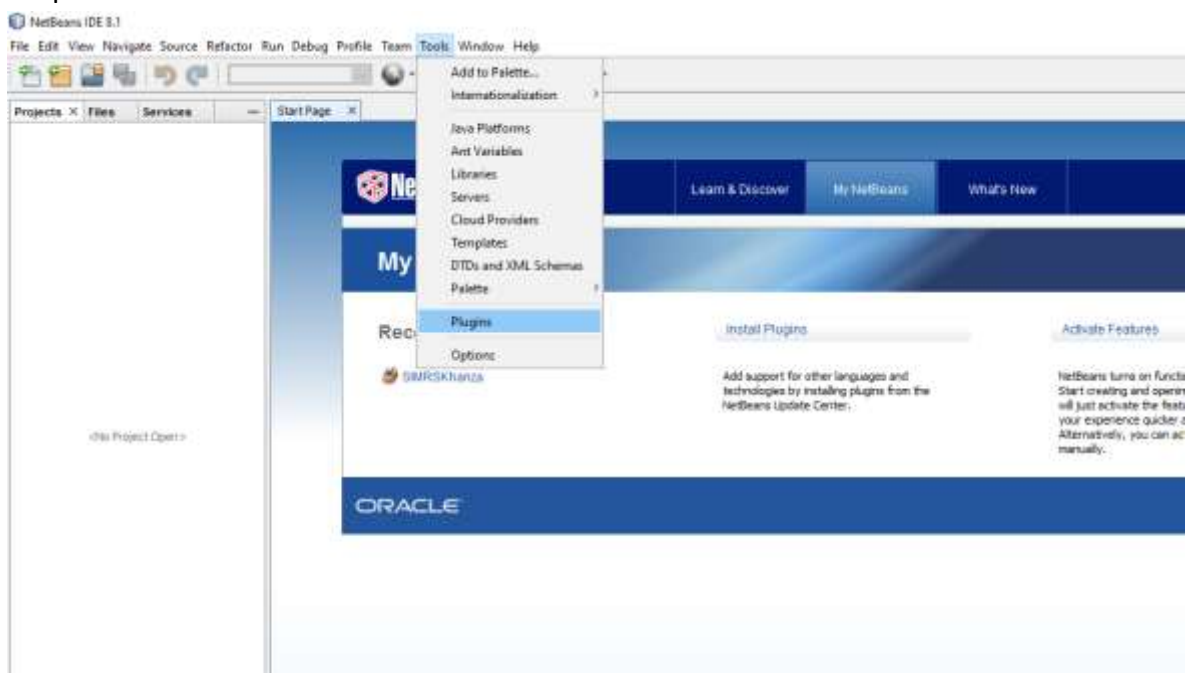 NetBeans IDE 8.1
File Edit View Navigate Source Refactor Run Debug Profile Team Tools Window Help
Projects × Files Services
Start Page ×
Add to Palette...
Internationalization
Java Platforms
Ant Variables
Libraries
Servers
Cloud Providers
Templates
DTDs and XML Schemas
Palette
Plugins
Options
Ne
Learn & Discover
My NetBeans
What's New
My
Rec
SIMRSKhanza
Install Plugins
Add support for other languages and
technologies by installing plugins from the
NetBeans Update Center.
Activate Features
NetBeans turns on functi
Start creating and openin
will just activate the feat
your experience quicker a
Alternatively, you can ac
manually.
<No Project Open>
ORACLE